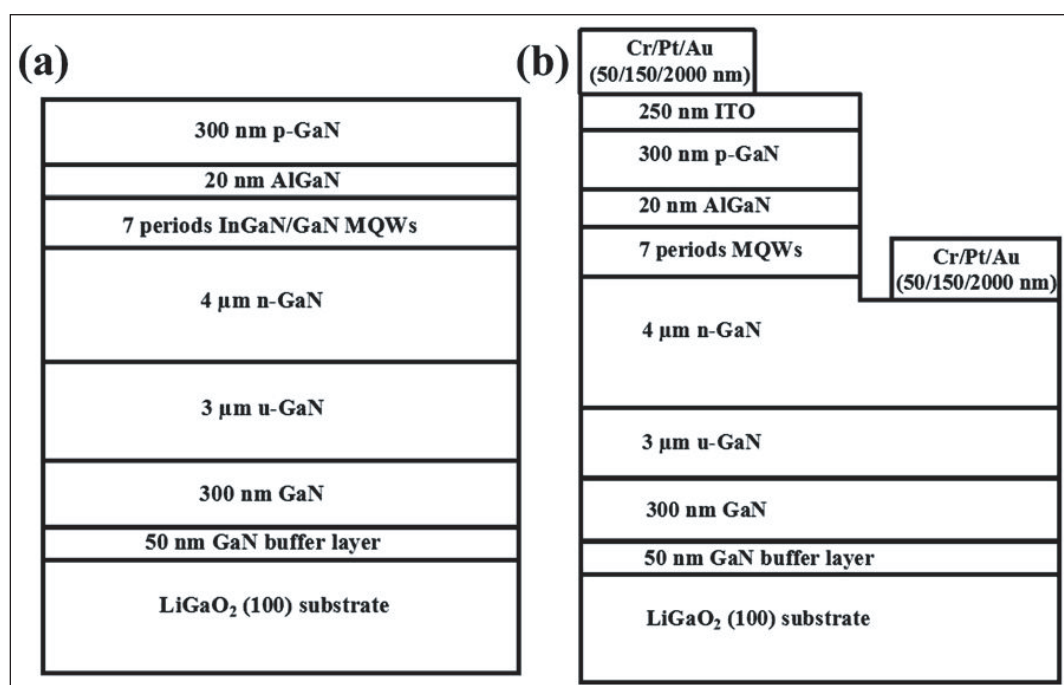 (a)
300 nm p-GaN
20 nm AlGaN
7 periods InGaN/GaN MQWs
4 µm n-GaN
3 µm u-GaN
300 nm GaN
50 nm GaN buffer layer
LiGaO₂ (100) substrate
(b)
Cr/Pt/Au
(50/150/2000 nm)
250 nm ITO
300 nm p-GaN
20 nm AlGaN
7 periods MQWs
Cr/Pt/Au
(50/150/2000 nm)
4 µm n-GaN
3 µm u-GaN
300 nm GaN
50 nm GaN buffer layer
LiGaO₂ (100) substrate